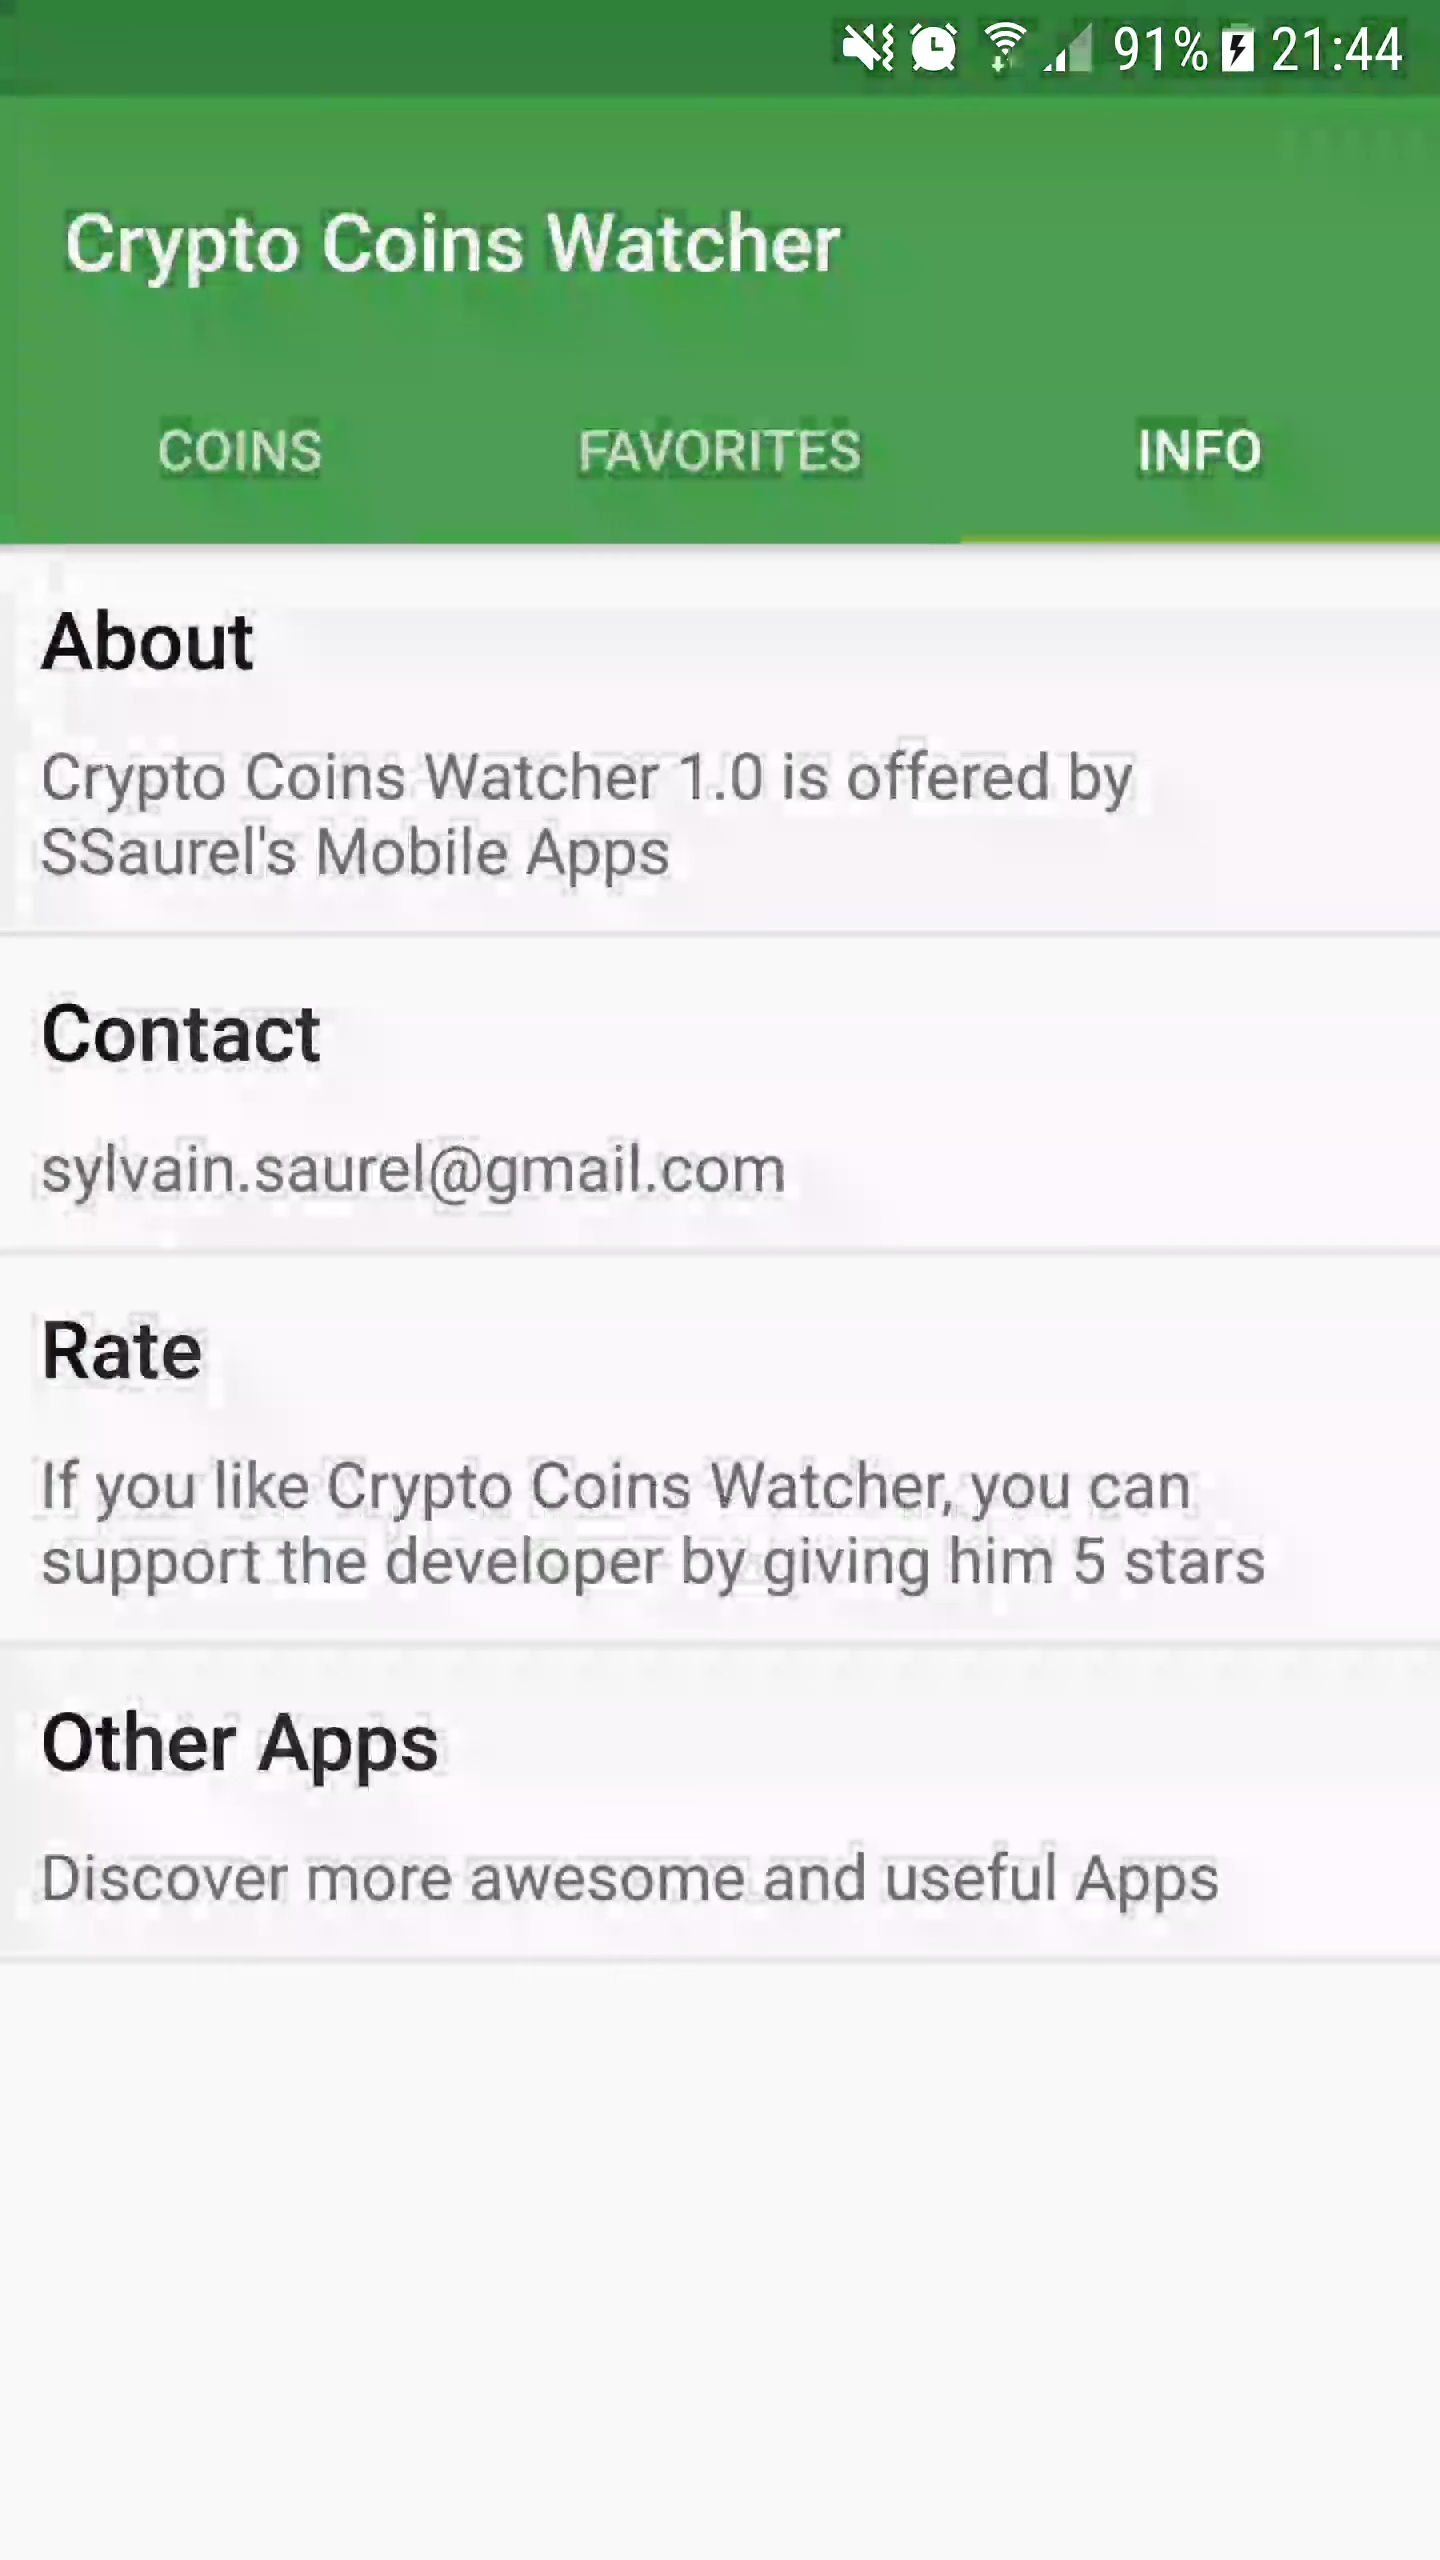 91% 21:44
Crypto Coins Watcher
COINS FAVORITES INFO
About
Crypto Coins Watcher 1.0 is offered by
SSaurel's Mobile Apps
Contact
sylvain.saurel@gmail.com
Rate
If you like Crypto Coins Watcher, you can
support the developer by giving him 5 stars
Other Apps
Discover more awesome and useful Apps